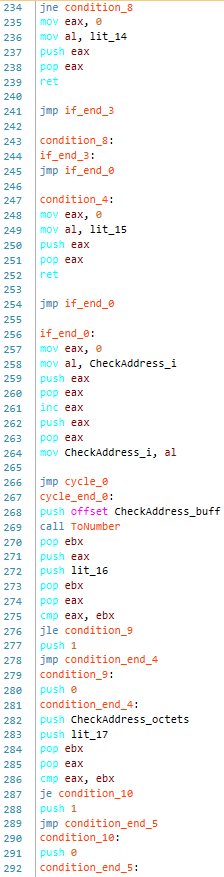 234 jne condition_8
235 mov eax, 0
236 mov al, lit_14
237 push eax
238 pop eax
239 ret
240
241 jmp if_end_3
242
243 condition_8:
244 if_end_3:
245 jmp if_end_0
246
247 condition_4:
248 mov eax, 0
249 mov al, lit_15
250 push eax
251 pop eax
252 ret
253
254 jmp if_end_0
255
256 if_end_0:
257 mov eax, 0
258 mov al, CheckAddress_i
259 push eax
260 pop eax
261 inc eax
262 push eax
263 pop eax
264 mov CheckAddress_i, al
265
266 jmp cycle_0
267 cycle_end_0:
268 push offset CheckAddress_buff
269 call ToNumber
270 pop ebx
271 push eax
272 push lit_16
273 pop ebx
274 pop eax
275 cmp eax, ebx
276 jle condition_9
277 push 1
278 jmp condition_end_4
279 condition_9:
280 push 0
281 condition_end_4:
282 push CheckAddress_octets
283 push lit_17
284 pop ebx
285 pop eax
286 cmp eax, ebx
287 je condition_10
288 push 1
289 jmp condition_end_5
290 condition_10:
291 push 0
292 condition_end_5: